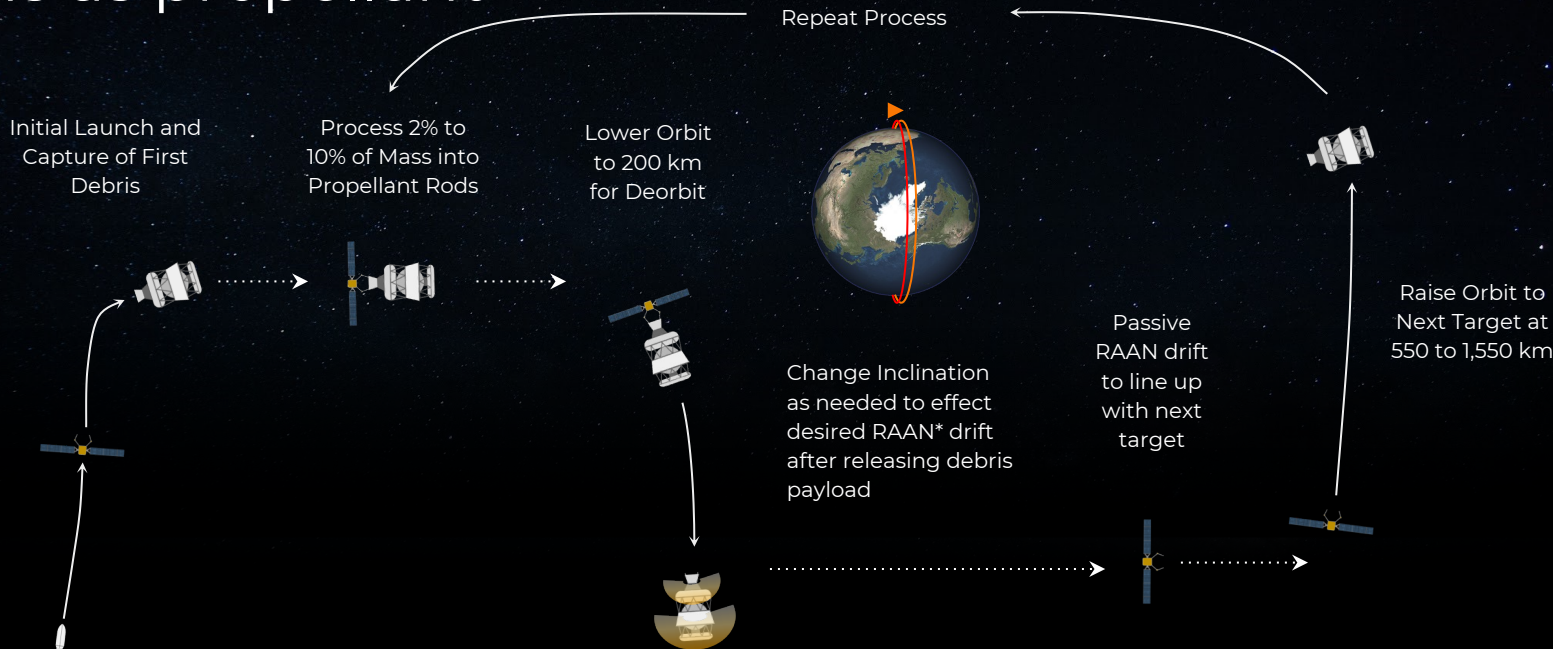 as propellant
Repeat Process
Initial Launch and
Capture of First
Debris
Process 2% to
10% of Mass into
Propellant Rods
Lower Orbit
to 200 km
for Deorbit
Change Inclination
as needed to effect
desired RAAN* drift
after releasing debris
payload
Passive
RAAN drift
to line up
with next
target
Raise Orbit to
Next Target at
550 to 1,550 km